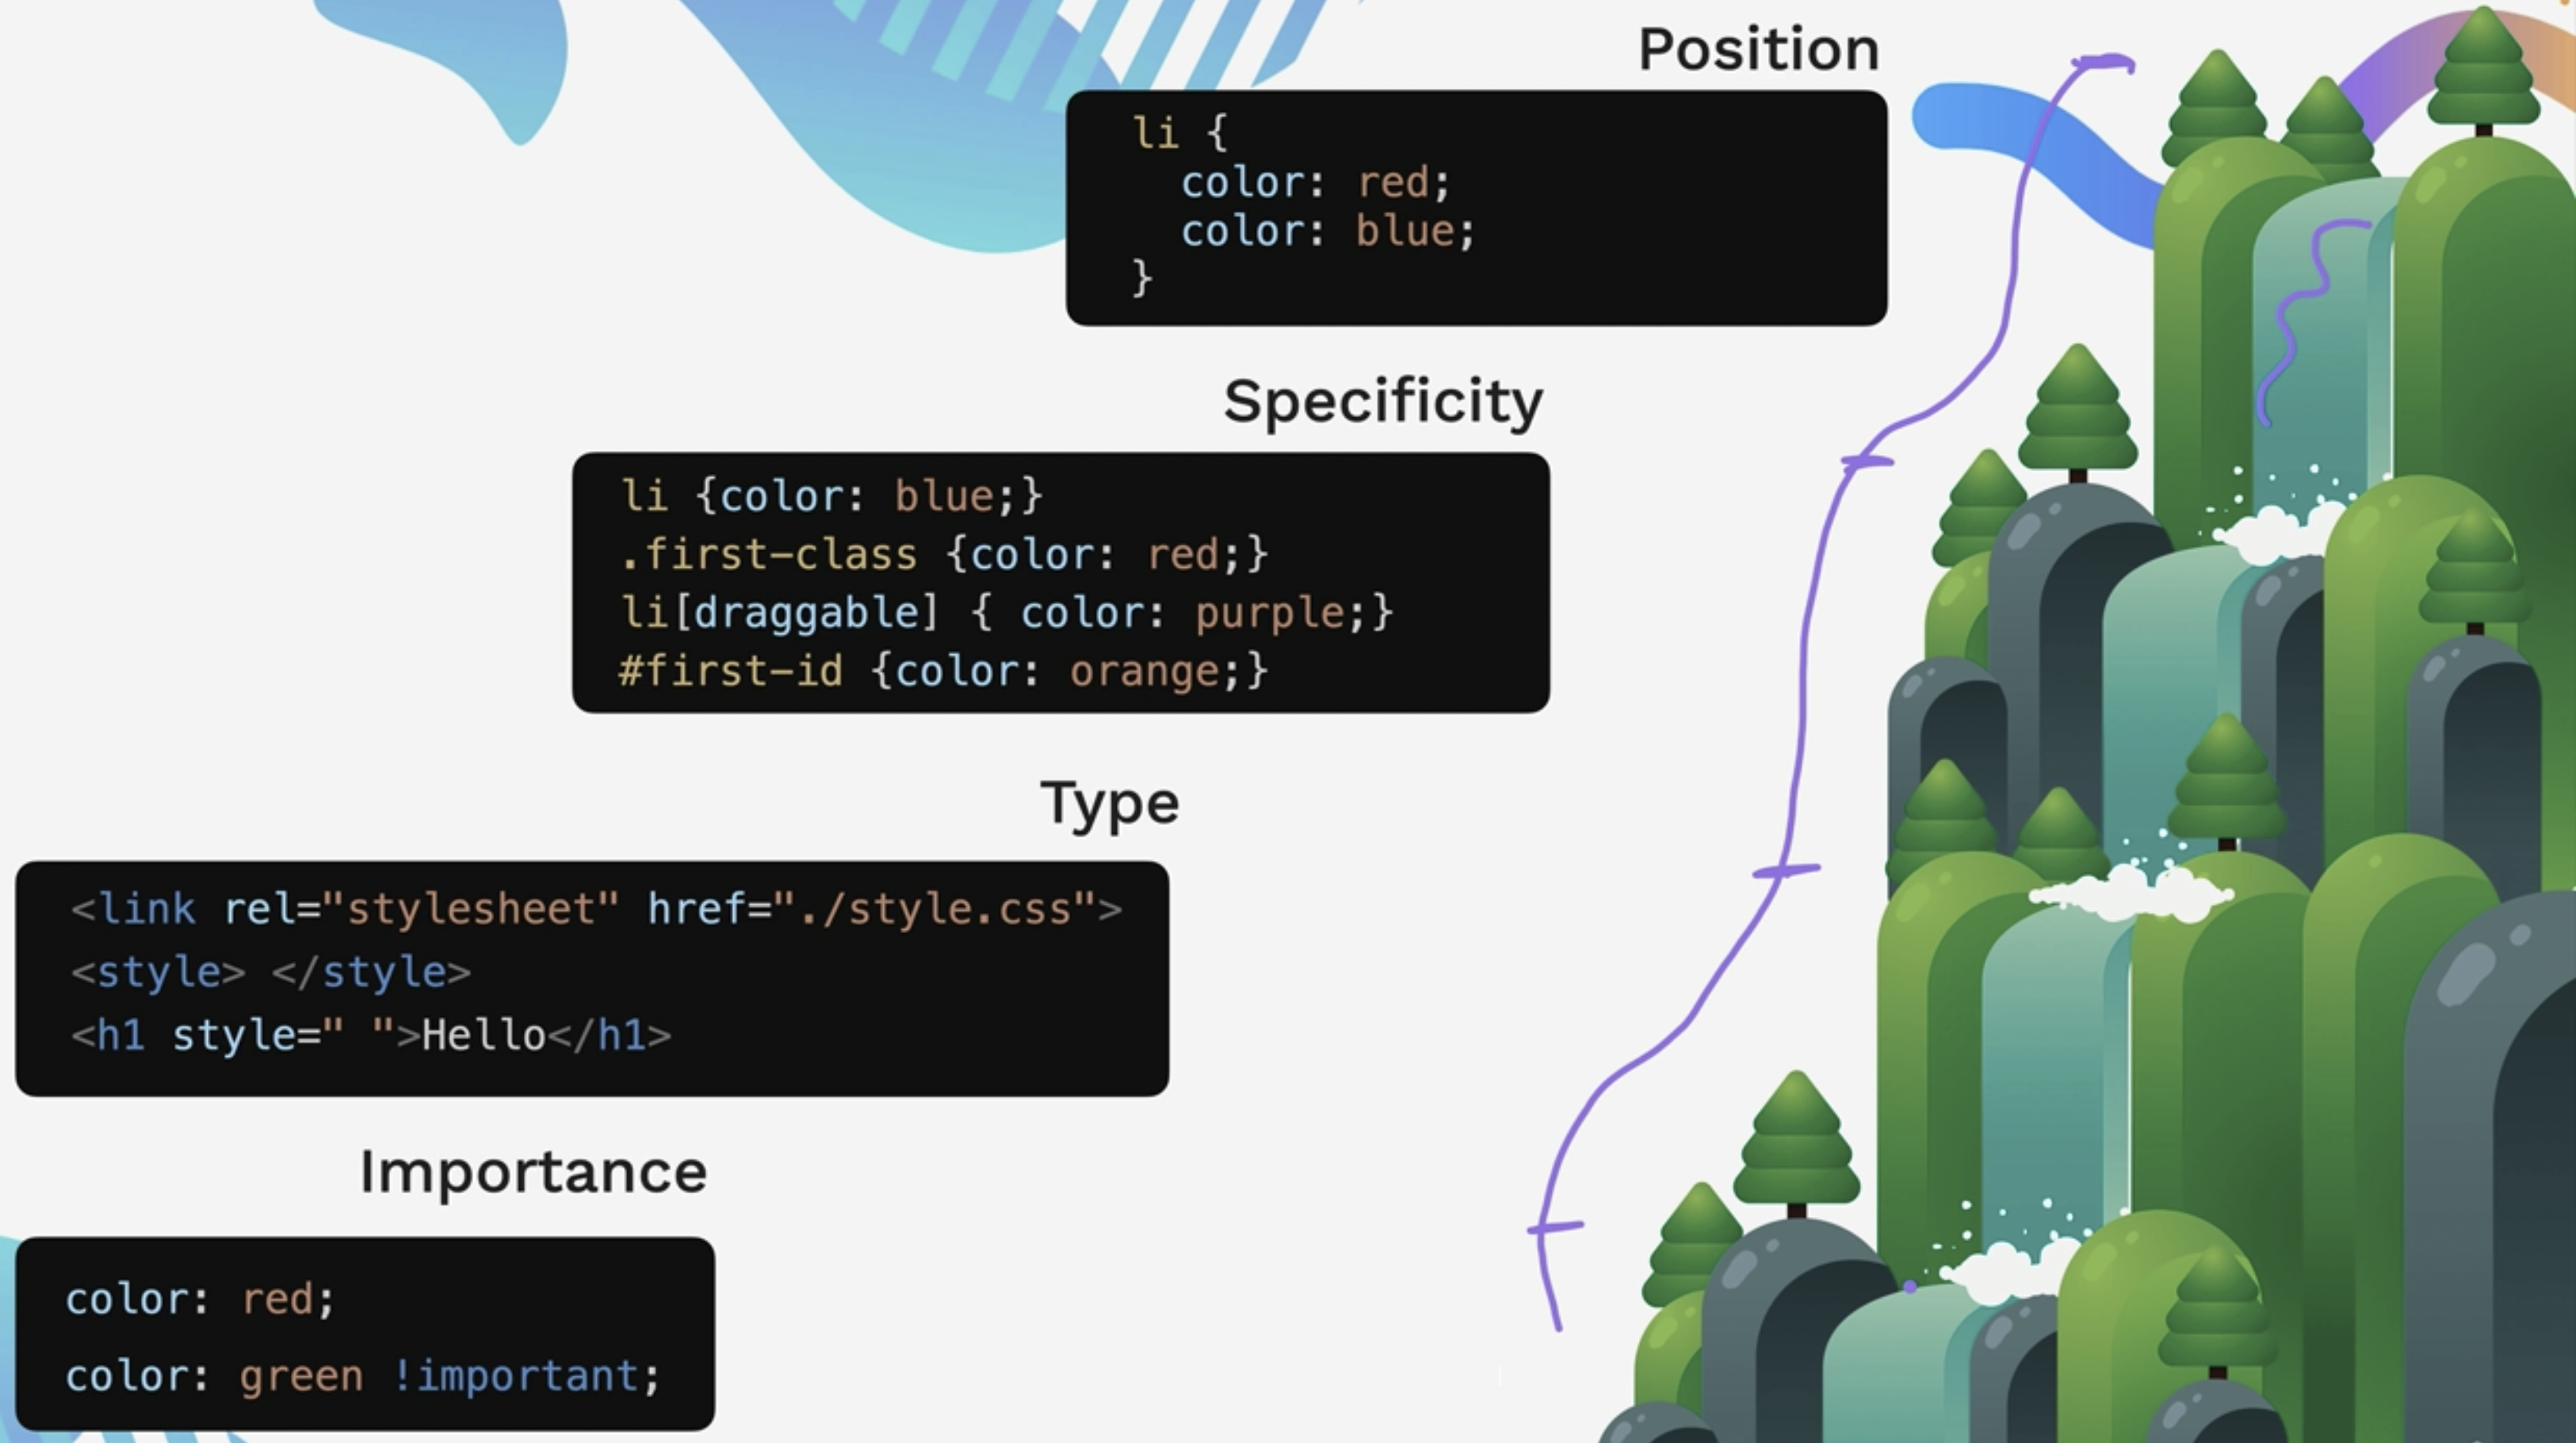 Position
li {
  color: red;
  color: blue;
}
Specificity
li {color: blue;}
.first-class {color: red;}
li[draggable] { color: purple;}
#first-id {color: orange;}
Type
<link rel="stylesheet" href="./style.css">
<style> </style>
<h1 style=" ">Hello</h1>
Importance
color: red;
color: green !important;